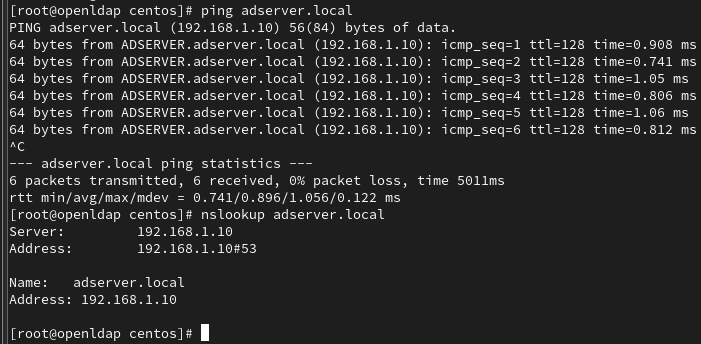 [root@openldap centos]# ping adserver.local
PING adserver.local (192.168.1.10) 56(84) bytes of data.
64 bytes from ADSERVER.adserver.local (192.168.1.10): icmp_seq=1 ttl=128 time=0.908 ms
64 bytes from ADSERVER.adserver.local (192.168.1.10): icmp_seq=2 ttl=128 time=0.741 ms
64 bytes from ADSERVER.adserver.local (192.168.1.10): icmp_seq=3 ttl=128 time=1.05 ms
64 bytes from ADSERVER.adserver.local (192.168.1.10): icmp_seq=4 ttl=128 time=0.806 ms
64 bytes from ADSERVER.adserver.local (192.168.1.10): icmp_seq=5 ttl=128 time=1.06 ms
64 bytes from ADSERVER.adserver.local (192.168.1.10): icmp_seq=6 ttl=128 time=0.812 ms
^C
--- adserver.local ping statistics ---
6 packets transmitted, 6 received, 0% packet loss, time 5011ms
rtt min/avg/max/mdev = 0.741/0.896/1.056/0.122 ms
[root@openldap centos]# nslookup adserver.local
Server:         192.168.1.10
Address:        192.168.1.10#53

Name:   adserver.local
Address: 192.168.1.10

[root@openldap centos]#